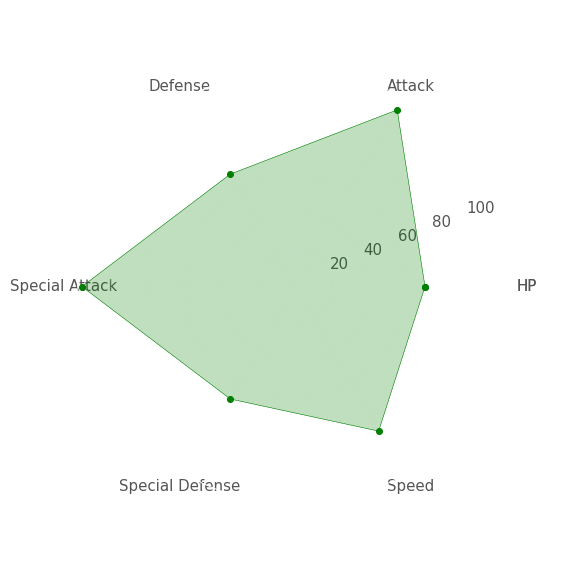 Defense
Attack
100
80
60
40
20
Special Attack
HP
Special Defense
Speed